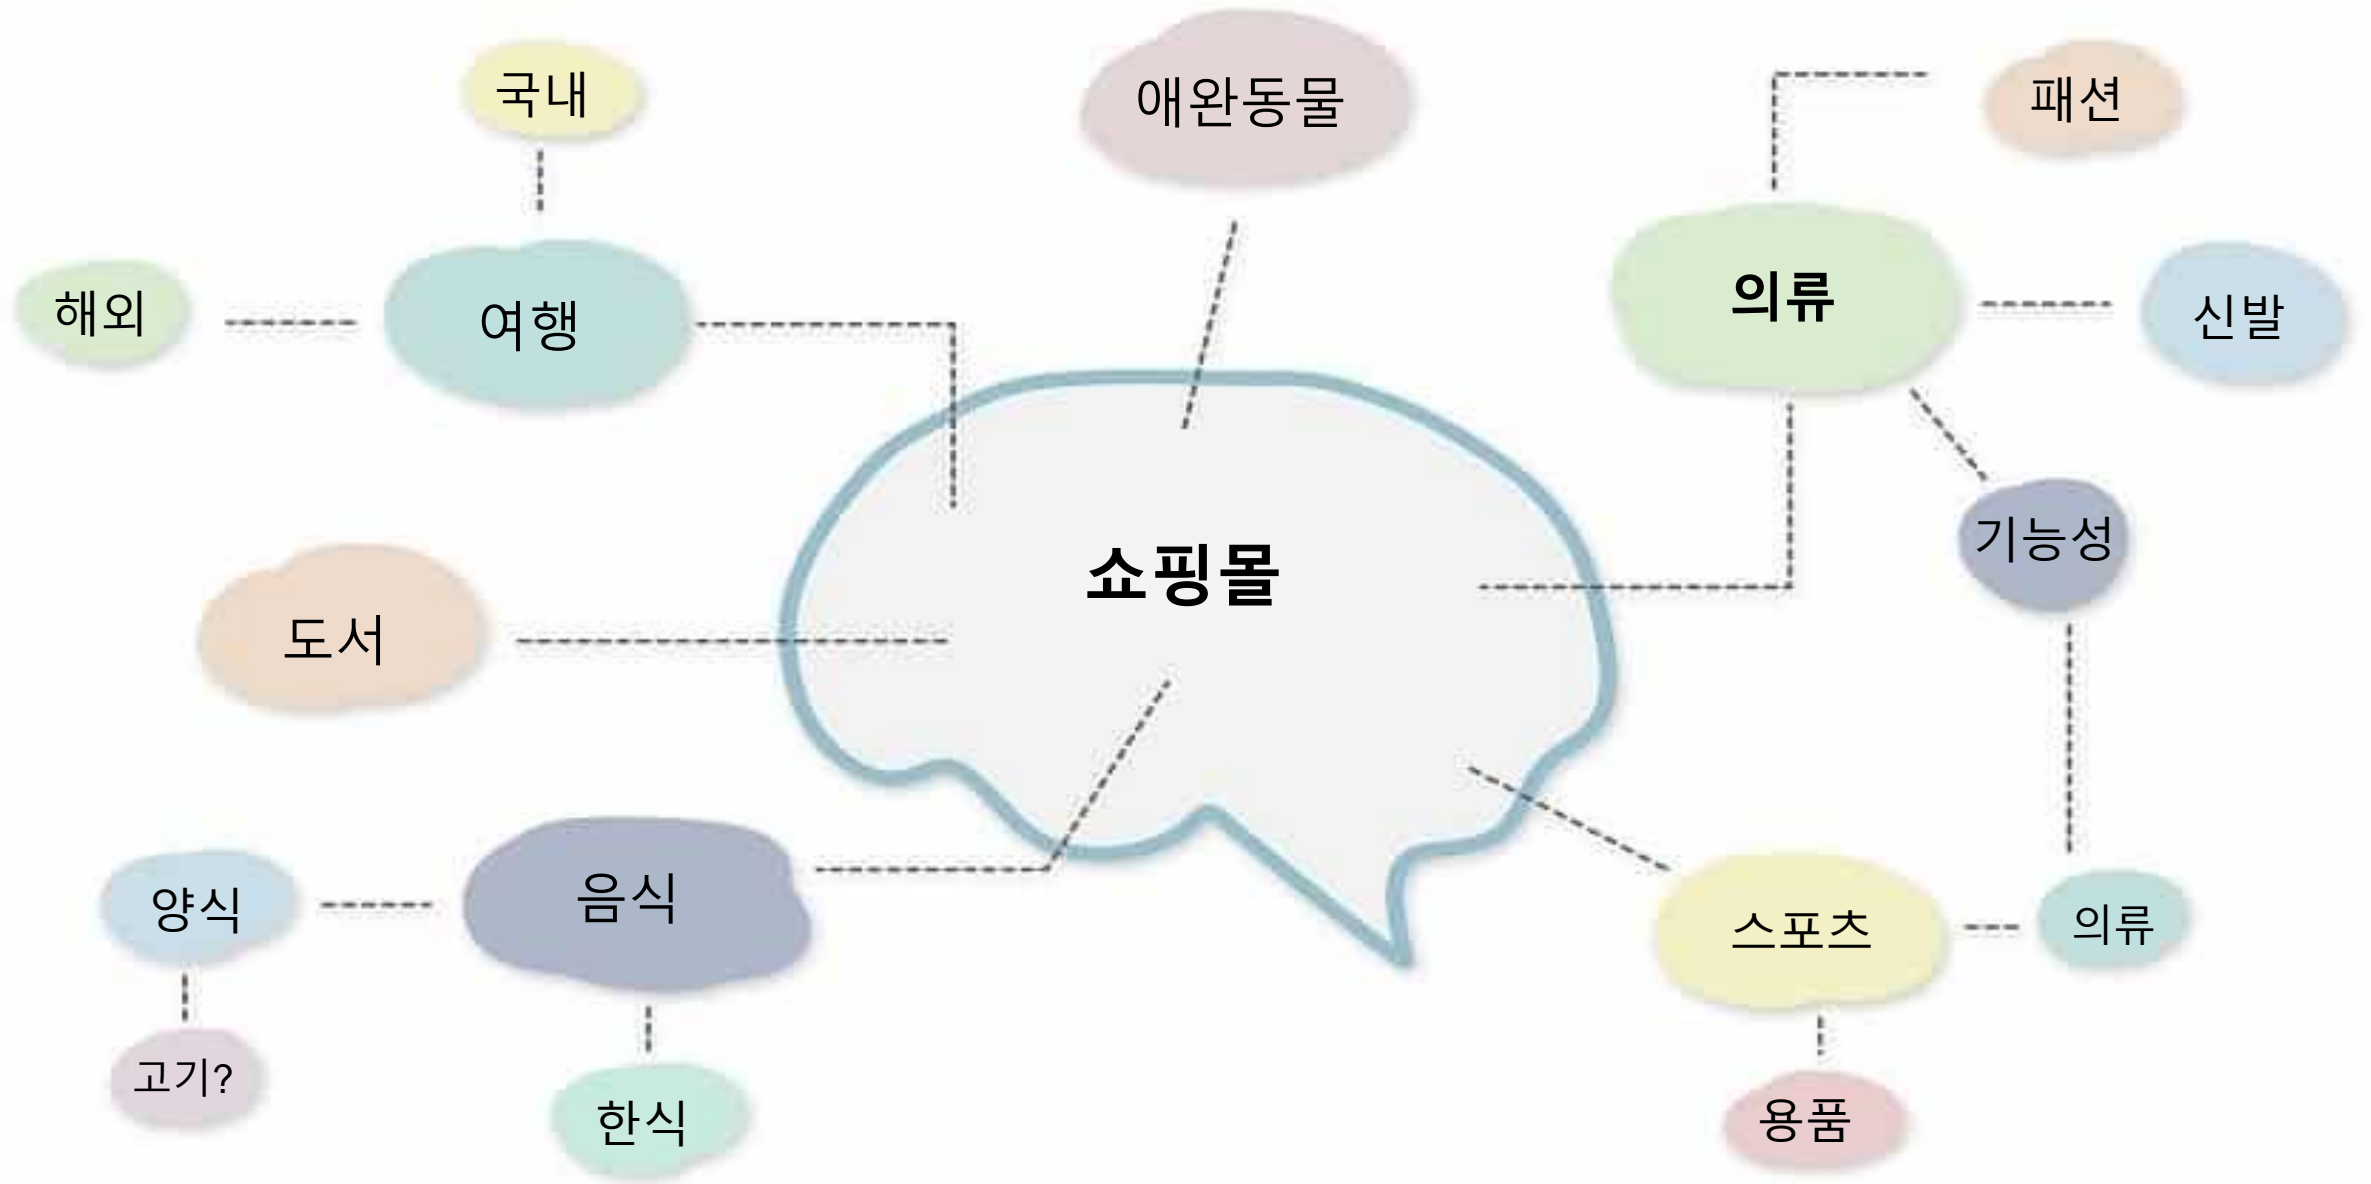 국내
애완동물
패션
해외
여행
의류
신발
기능성
쇼핑몰
도서
양식
음식
스포츠
의류
고기?
한식
용품